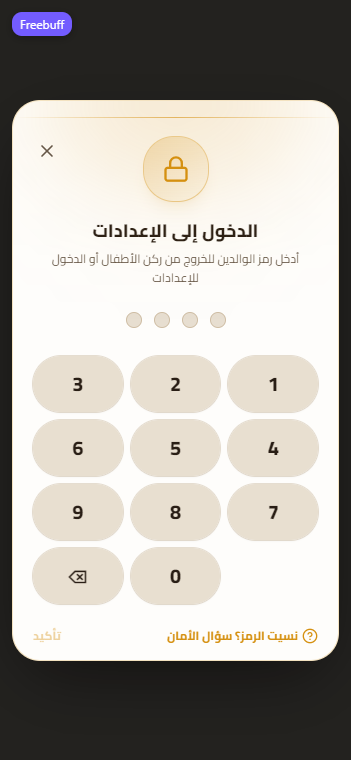 Freebuff
الدخول إلى الإعدادات
أدخل رمز الوالدين للخروج من ركن الأطفال أو الدخول
للإعدادات
1 2 3
4 5 6
7 8 9
0
نسيت الرمز؟ سؤال الأمان
تأكيد